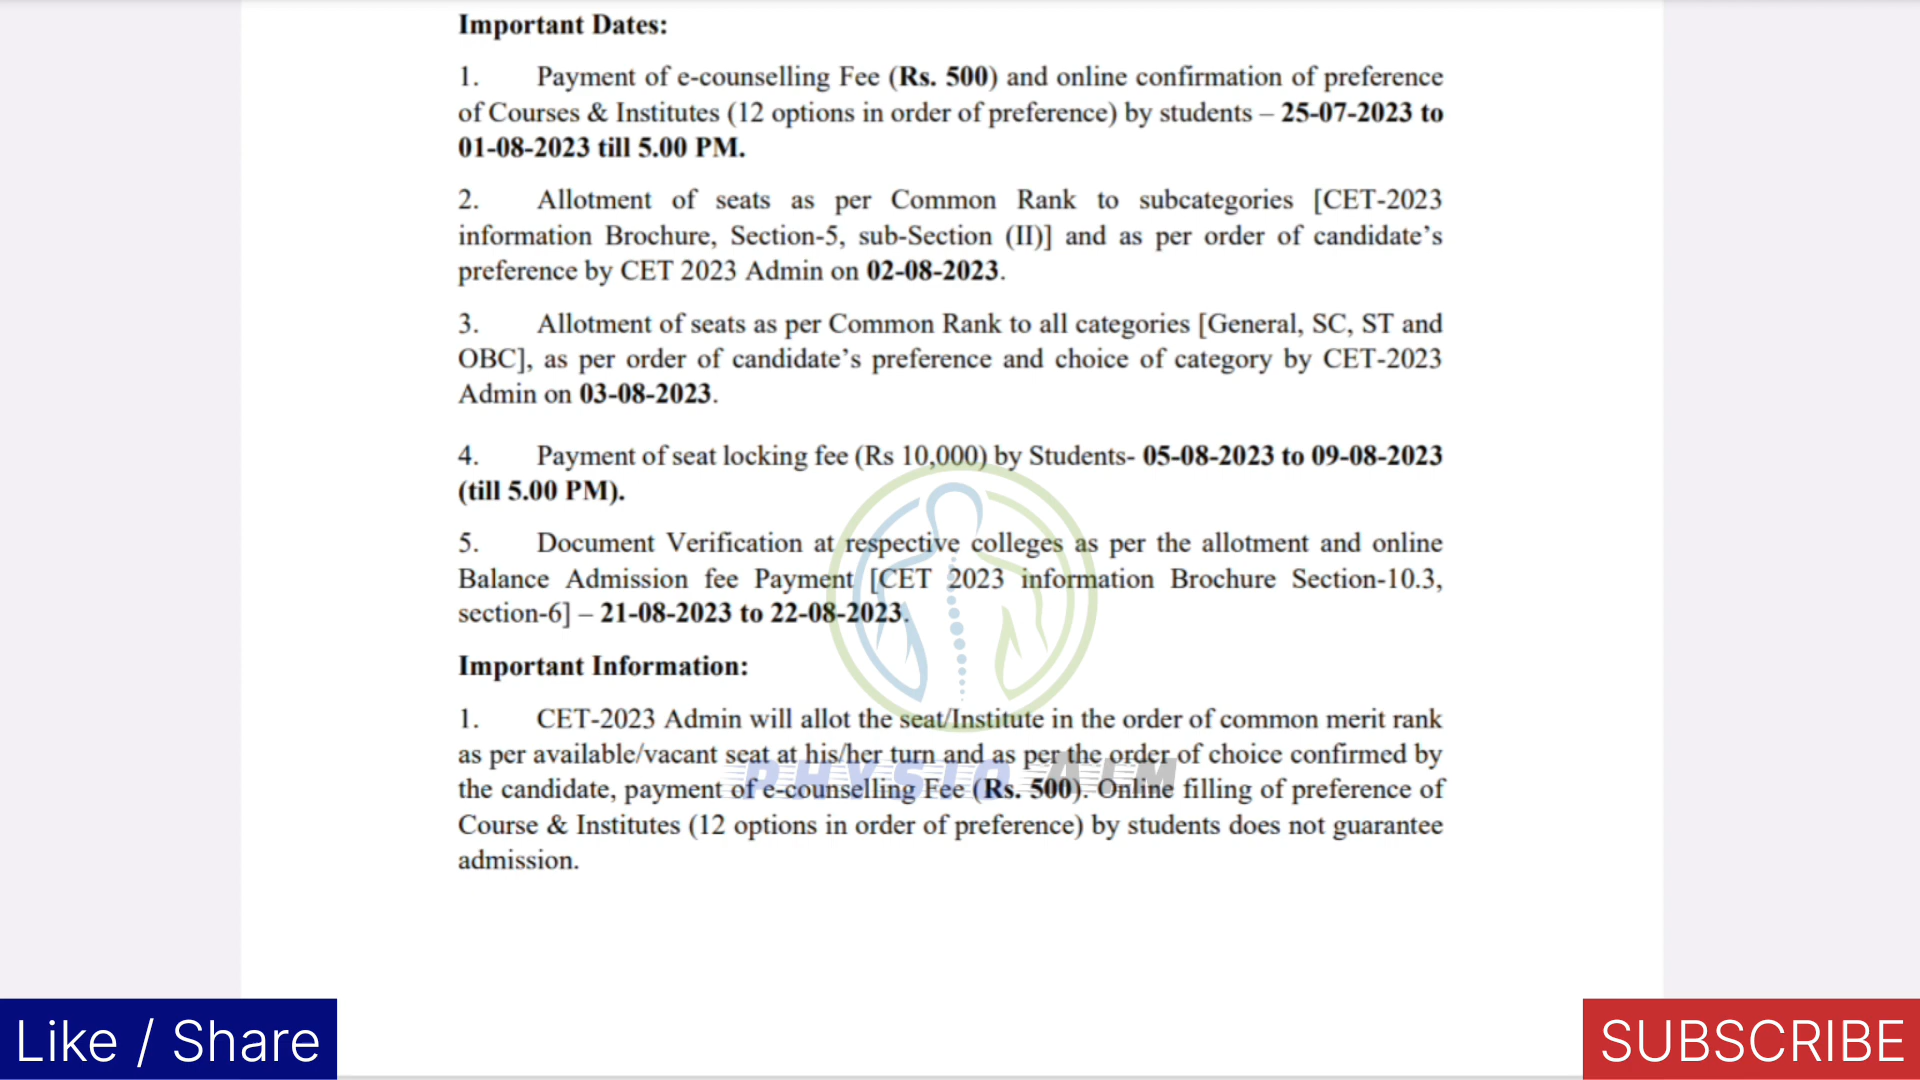 Important Dates:
1. Payment of e-counselling Fee (Rs. 500) and online confirmation of preference
of Courses & Institutes (12 options in order of preference) by students – 25-07-2023 to
01-08-2023 till 5.00 PM.
2. Allotment of seats as per Common Rank to subcategories [CET-2023
information Brochure, Section-5, sub-Section (II)] and as per order of candidate’s
preference by CET 2023 Admin on 02-08-2023.
3. Allotment of seats as per Common Rank to all categories [General, SC, ST and
OBC], as per order of candidate’s preference and choice of category by CET-2023
Admin on 03-08-2023.
4. Payment of seat locking fee (Rs 10,000) by Students- 05-08-2023 to 09-08-2023
(till 5.00 PM).
5. Document Verification at respective colleges as per the allotment and online
Balance Admission fee Payment [CET 2023 information Brochure Section-10.3,
section-6] – 21-08-2023 to 22-08-2023.
Important Information:
1. CET-2023 Admin will allot the seat/Institute in the order of common merit rank
as per available/vacant seat at his/her turn and as per the order of choice confirmed by
PHYSIO AIM
the candidate, payment of e-counselling Fee (Rs. 500). Online filling of preference of
Course & Institutes (12 options in order of preference) by students does not guarantee
admission.
Like / Share
SUBSCRIBE